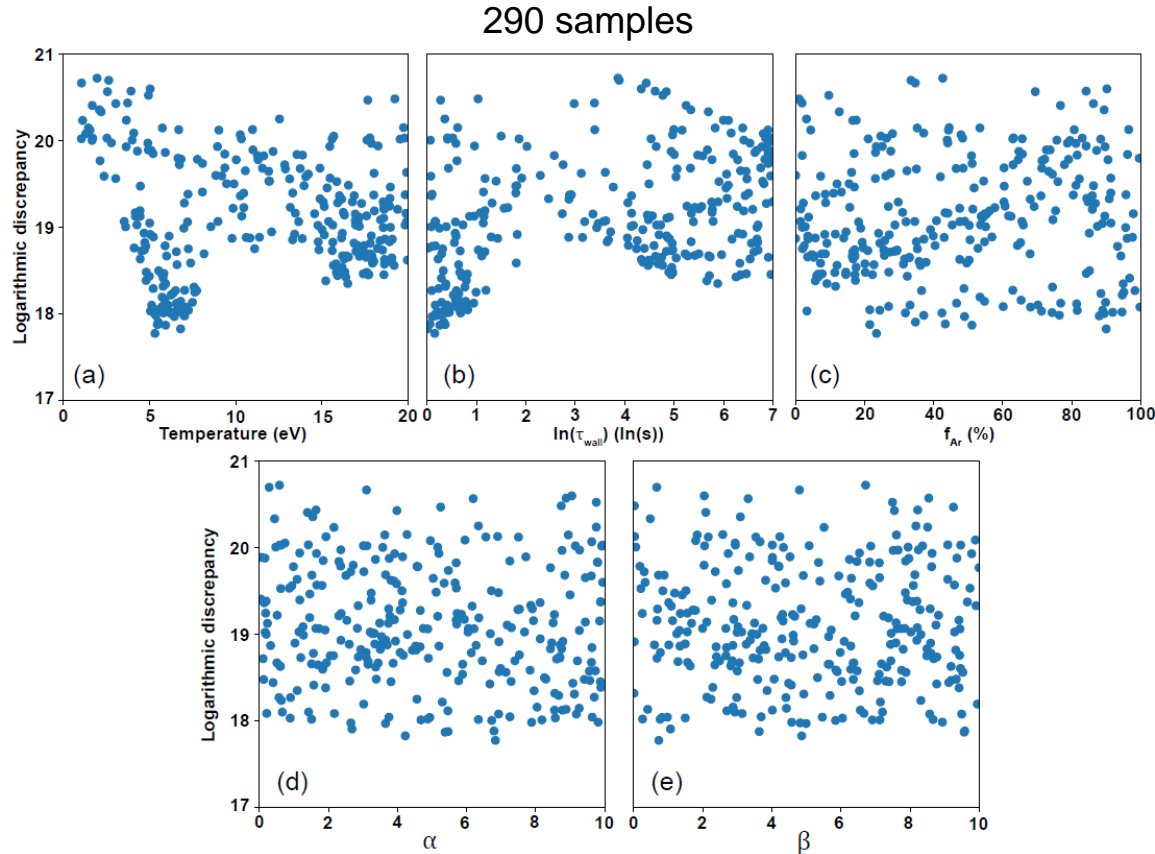 290 samples
Logarithmic discrepancy
21
20
19
18
17
(a)
0 5 10 15 20
Temperature (eV)
(b)
0 1 2 3 4 5 6 7
ln(τwall) (ln(s))
(c)
0 20 40 60 80 100
fAr (%)
Logarithmic discrepancy
21
20
19
18
17
(d)
0 2 4 6 8 10
α
(e)
0 2 4 6 8 10
β